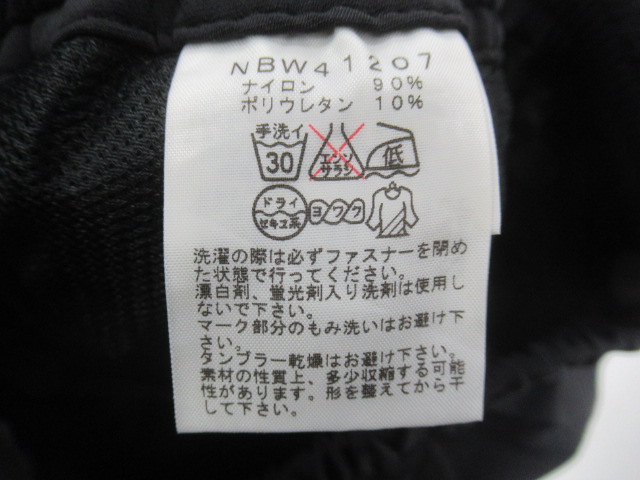 NBW41207
ナイロン 90%
ポリウレタン 10%
手洗イ
30
エンソ
サラシ
低
ドライ
セキユ系
ヨワク
洗濯の際は必ずファスナーを閉め
た状態で行ってください。
漂白剤、蛍光剤入り洗剤は使用し
ないで下さい。
マーク部分のもみ洗いはお避け下
さい。
タンブラー乾燥はお避け下さい。
素材の性質上、多少収縮する可能
性があります。形を整えてから干
して下さい。